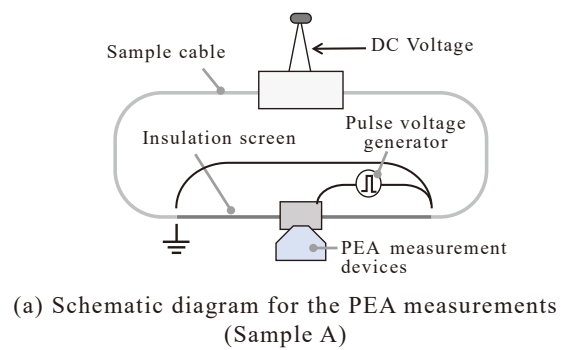 DC Voltage
Sample cable
Pulse voltage
generator
Insulation screen
PEA measurement
devices
(a) Schematic diagram for the PEA measurements
(Sample A)